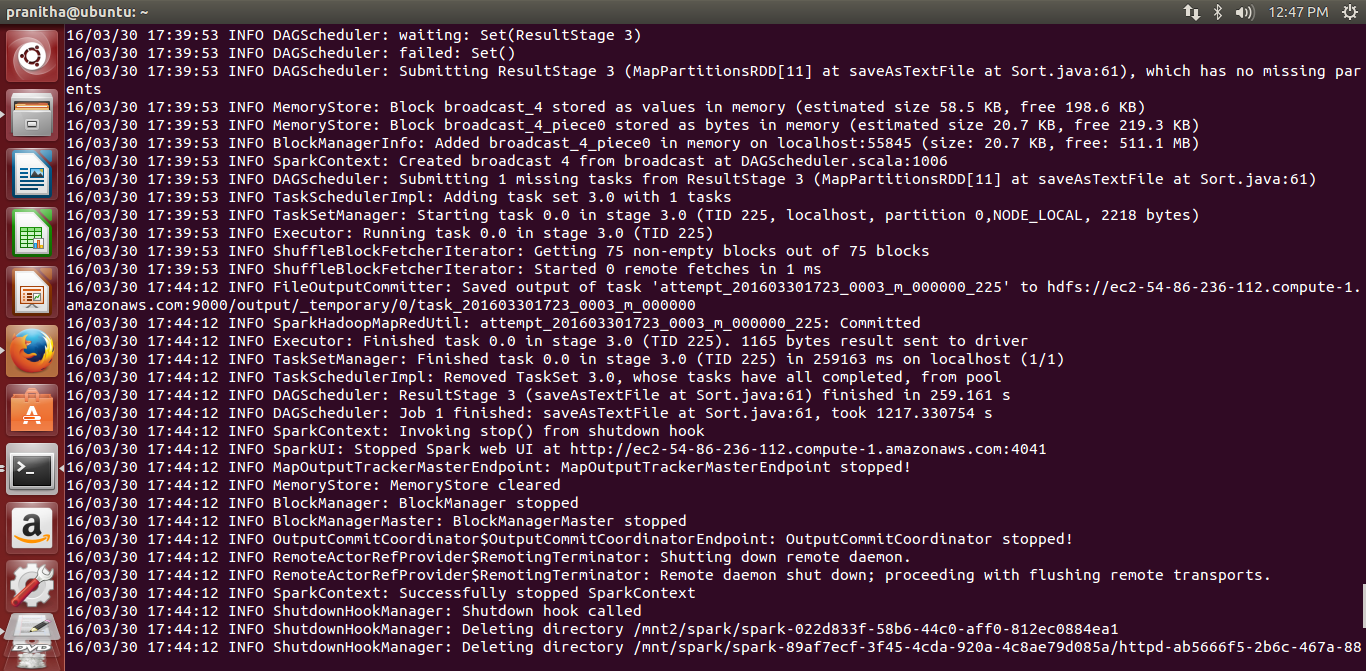 pranitha@ubuntu: ~
12:47 PM
16/03/30 17:39:53 INFO DAGScheduler: waiting: Set(ResultStage 3)
16/03/30 17:39:53 INFO DAGScheduler: failed: Set()
16/03/30 17:39:53 INFO DAGScheduler: Submitting ResultStage 3 (MapPartitionsRDD[11] at saveAsTextFile at Sort.java:61), which has no missing par
ents
16/03/30 17:39:53 INFO MemoryStore: Block broadcast_4 stored as values in memory (estimated size 58.5 KB, free 198.6 KB)
16/03/30 17:39:53 INFO MemoryStore: Block broadcast_4_piece0 stored as bytes in memory (estimated size 20.7 KB, free 219.3 KB)
16/03/30 17:39:53 INFO BlockManagerInfo: Added broadcast_4_piece0 in memory on localhost:55845 (size: 20.7 KB, free: 511.1 MB)
16/03/30 17:39:53 INFO SparkContext: Created broadcast 4 from broadcast at DAGScheduler.scala:1006
16/03/30 17:39:53 INFO DAGScheduler: Submitting 1 missing tasks from ResultStage 3 (MapPartitionsRDD[11] at saveAsTextFile at Sort.java:61)
16/03/30 17:39:53 INFO TaskSchedulerImpl: Adding task set 3.0 with 1 tasks
16/03/30 17:39:53 INFO TaskSetManager: Starting task 0.0 in stage 3.0 (TID 225, localhost, partition 0,NODE_LOCAL, 2218 bytes)
16/03/30 17:39:53 INFO Executor: Running task 0.0 in stage 3.0 (TID 225)
16/03/30 17:39:53 INFO ShuffleBlockFetcherIterator: Getting 75 non-empty blocks out of 75 blocks
16/03/30 17:39:53 INFO ShuffleBlockFetcherIterator: Started 0 remote fetches in 1 ms
16/03/30 17:44:12 INFO FileOutputCommitter: Saved output of task 'attempt_201603301723_0003_m_000000_225' to hdfs://ec2-54-86-236-112.compute-1.
amazonaws.com:9000/output/_temporary/0/task_201603301723_0003_m_000000
16/03/30 17:44:12 INFO SparkHadoopMapRedUtil: attempt_201603301723_0003_m_000000_225: Committed
16/03/30 17:44:12 INFO Executor: Finished task 0.0 in stage 3.0 (TID 225). 1165 bytes result sent to driver
16/03/30 17:44:12 INFO TaskSetManager: Finished task 0.0 in stage 3.0 (TID 225) in 259163 ms on localhost (1/1)
16/03/30 17:44:12 INFO TaskSchedulerImpl: Removed TaskSet 3.0, whose tasks have all completed, from pool
16/03/30 17:44:12 INFO DAGScheduler: ResultStage 3 (saveAsTextFile at Sort.java:61) finished in 259.161 s
16/03/30 17:44:12 INFO DAGScheduler: Job 1 finished: saveAsTextFile at Sort.java:61, took 1217.330754 s
16/03/30 17:44:12 INFO SparkContext: Invoking stop() from shutdown hook
16/03/30 17:44:12 INFO SparkUI: Stopped Spark web UI at http://ec2-54-86-236-112.compute-1.amazonaws.com:4041
16/03/30 17:44:12 INFO MapOutputTrackerMasterEndpoint: MapOutputTrackerMasterEndpoint stopped!
16/03/30 17:44:12 INFO MemoryStore: MemoryStore cleared
16/03/30 17:44:12 INFO BlockManager: BlockManager stopped
16/03/30 17:44:12 INFO BlockManagerMaster: BlockManagerMaster stopped
16/03/30 17:44:12 INFO OutputCommitCoordinator$OutputCommitCoordinatorEndpoint: OutputCommitCoordinator stopped!
16/03/30 17:44:12 INFO RemoteActorRefProvider$RemotingTerminator: Shutting down remote daemon.
16/03/30 17:44:12 INFO RemoteActorRefProvider$RemotingTerminator: Remote daemon shut down; proceeding with flushing remote transports.
16/03/30 17:44:12 INFO SparkContext: Successfully stopped SparkContext
16/03/30 17:44:12 INFO ShutdownHookManager: Shutdown hook called
16/03/30 17:44:12 INFO ShutdownHookManager: Deleting directory /mnt2/spark/spark-022d833f-58b6-44c0-aff0-812ec0884ea1
16/03/30 17:44:12 INFO ShutdownHookManager: Deleting directory /mnt/spark/spark-89af7ecf-3f45-4cda-920a-4c8ae79d085a/httpd-ab5666f5-2b6c-467a-88
DVD